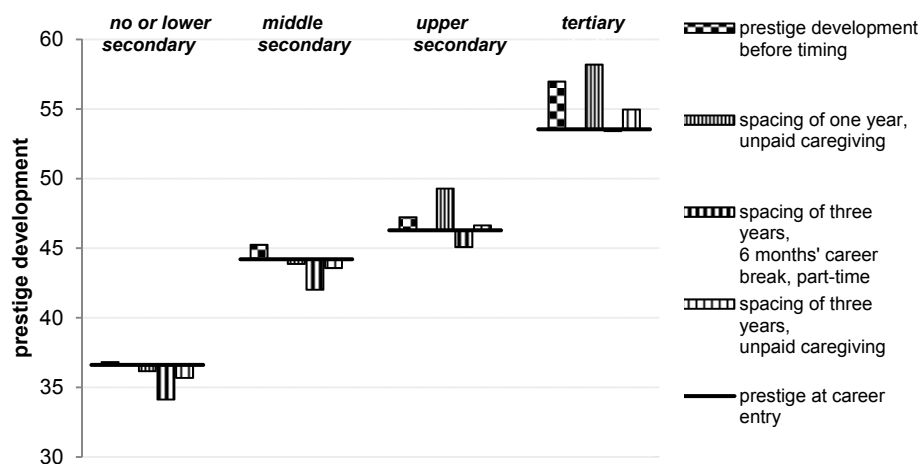 no or lower
secondary
middle
secondary
upper
secondary
tertiary
prestige development
60
55
50
45
40
35
30
prestige development
before timing
spacing of one year,
unpaid caregiving
spacing of three
years,
6 months' career
break, part-time
spacing of three
years,
unpaid caregiving
prestige at career
entry